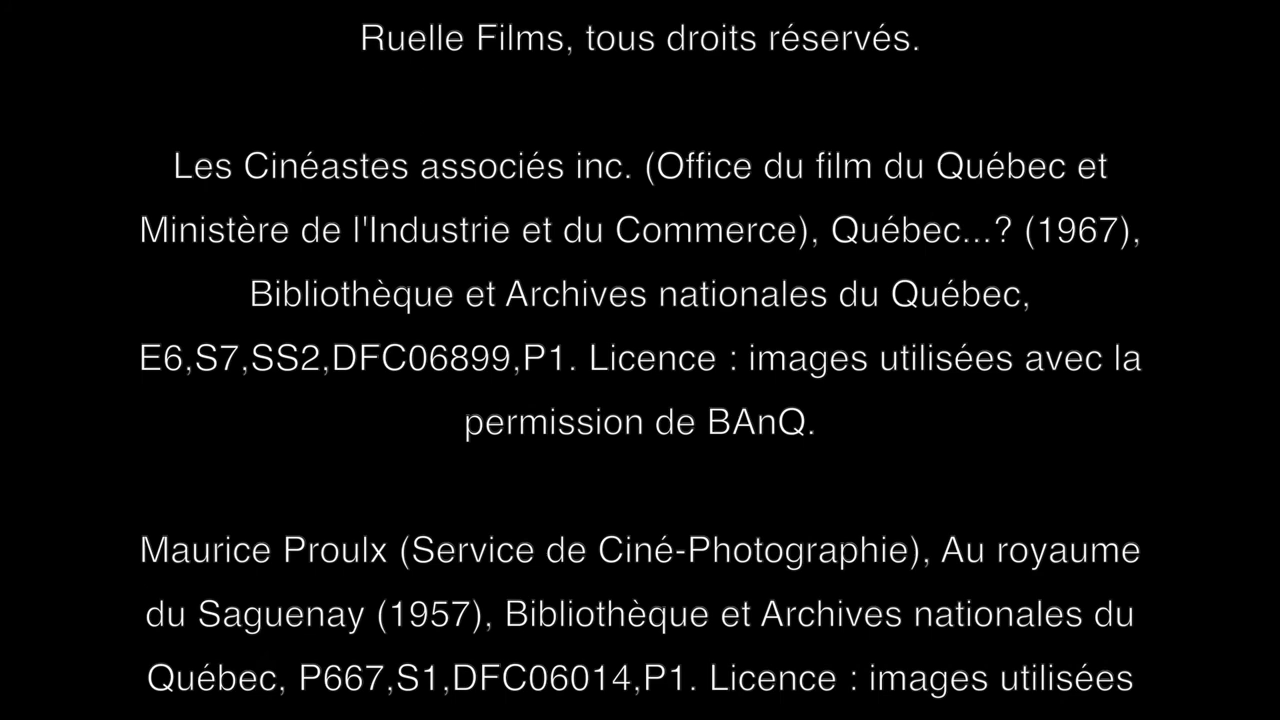 Ruelle Films, tous droits réservés.
Les Cinéastes associés inc. (Office du film du Québec et
Ministère de l'Industrie et du Commerce), Québec...? (1967),
Bibliothèque et Archives nationales du Québec,
E6,S7,SS2,DFC06899,P1. Licence : images utilisées avec la
permission de BAnQ.
Maurice Proulx (Service de Ciné-Photographie), Au royaume
du Saguenay (1957), Bibliothèque et Archives nationales du
Québec, P667,S1,DFC06014,P1. Licence : images utilisées